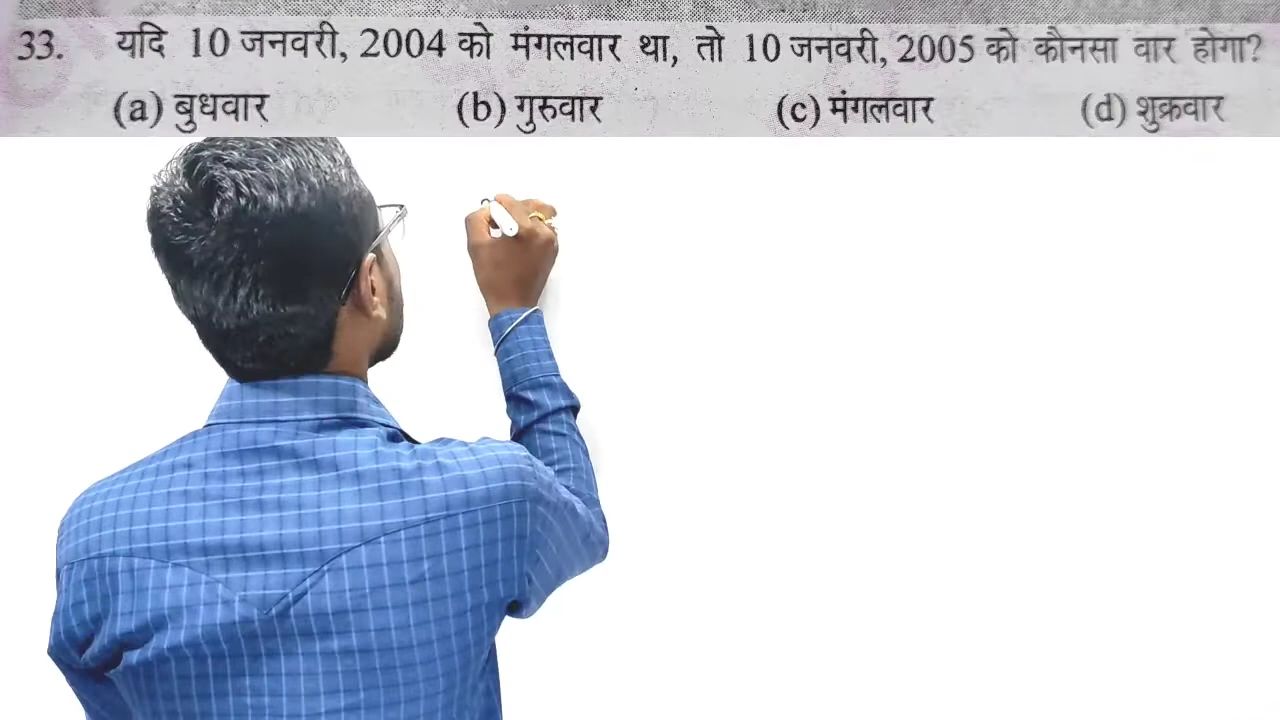 33. यदि 10 जनवरी, 2004 को मंगलवार था, तो 10 जनवरी, 2005 को कौनसा वार होगा?
(a) बुधवार (b) गुरुवार (c) मंगलवार (d) शुक्रवार